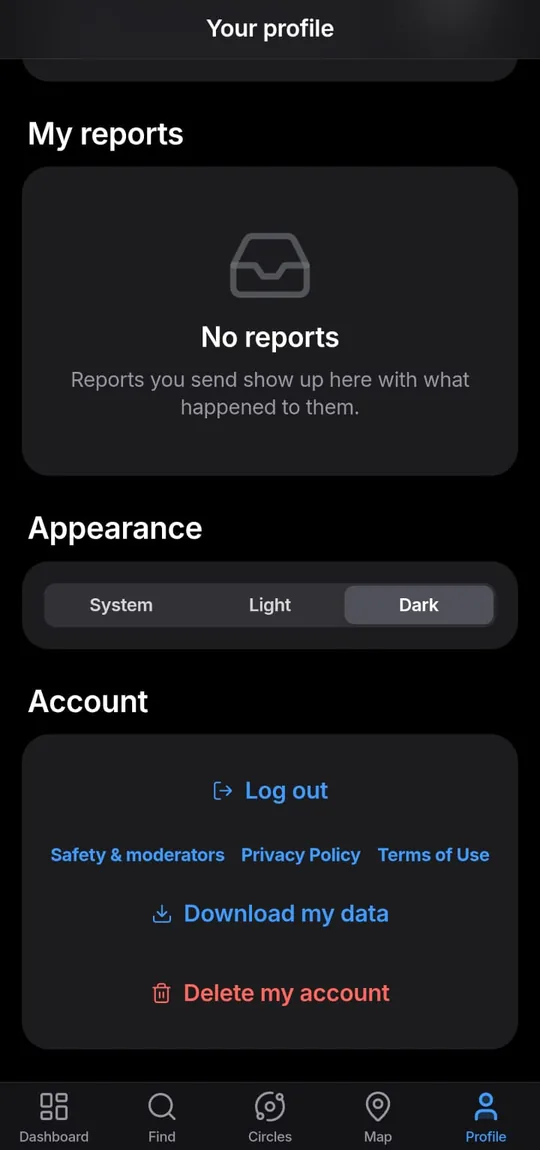 Your profile
My reports
No reports
Reports you send show up here with what
happened to them.
Appearance
System Light Dark
Account
Log out
Safety & moderators Privacy Policy Terms of Use
Download my data
Delete my account
Dashboard Find Circles Map Profile